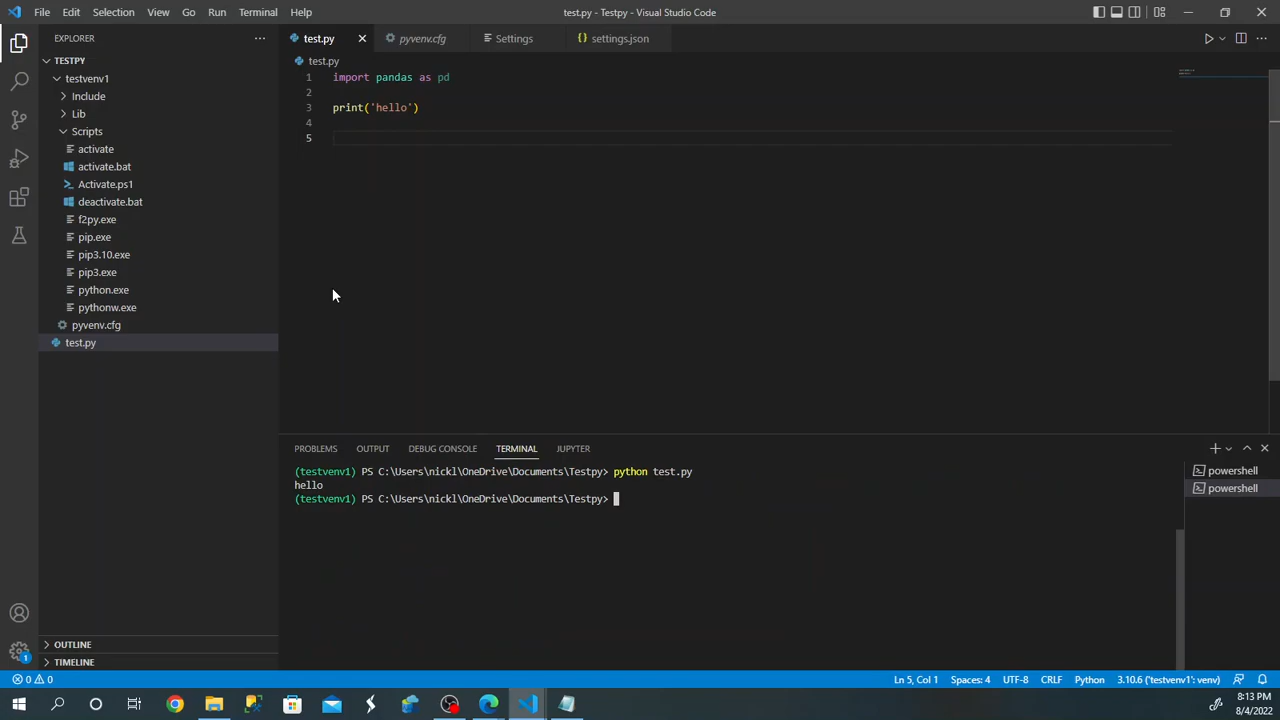 File Edit Selection View Go Run Terminal Help
test.py - Testpy - Visual Studio Code
EXPLORER
TESTPY
testvenv1
Include
Lib
Scripts
activate
activate.bat
Activate.ps1
deactivate.bat
f2py.exe
pip.exe
pip3.10.exe
pip3.exe
python.exe
pythonw.exe
pyvenv.cfg
test.py
OUTLINE
TIMELINE
test.py pyvenv.cfg Settings settings.json
test.py
1 import pandas as pd
2
3 print('hello')
4
5
PROBLEMS OUTPUT DEBUG CONSOLE TERMINAL JUPYTER
(testvenv1) PS C:\Users\nickl\OneDrive\Documents\Testpy> python test.py
hello
(testvenv1) PS C:\Users\nickl\OneDrive\Documents\Testpy>
powershell
powershell
1
0 0 Ln 5, Col 1 Spaces: 4 UTF-8 CRLF Python 3.10.6 ('testvenv1': venv)
8:13 PM
8/4/2022